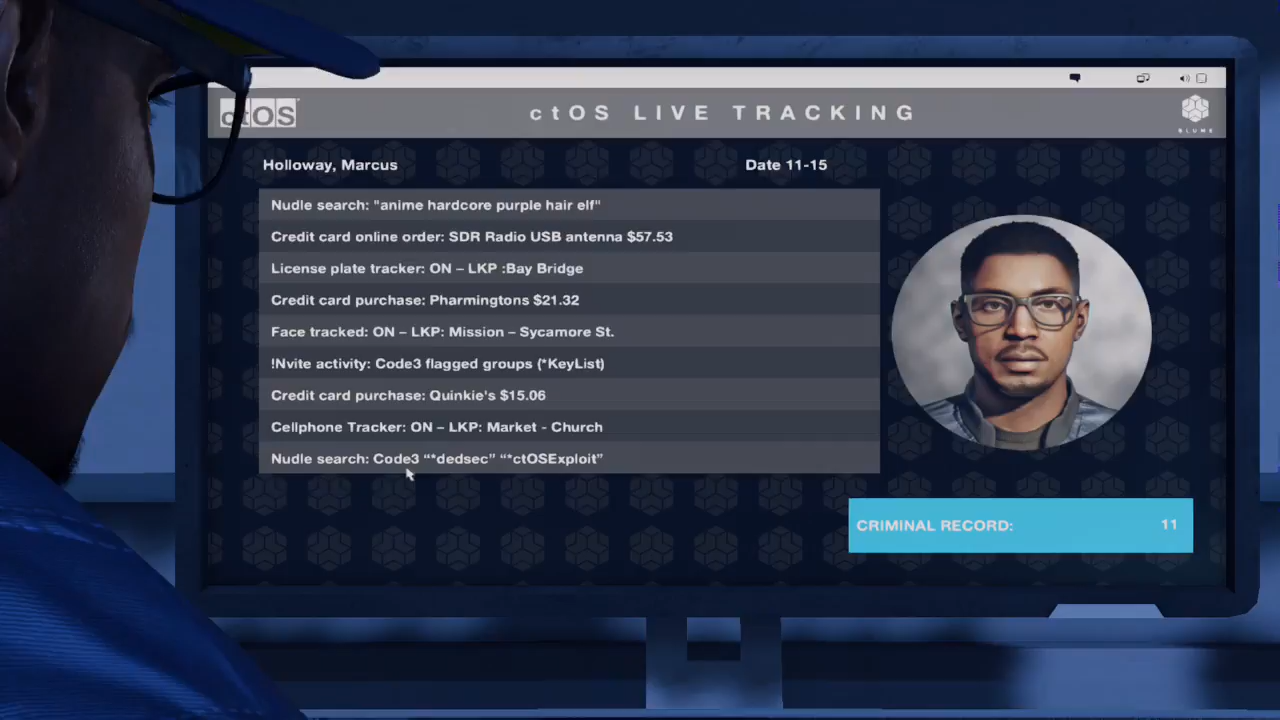 ctOS
ctOS LIVE TRACKING
BLUME
Holloway, Marcus
Date 11-15
Nudle search: "anime hardcore purple hair elf"
Credit card online order: SDR Radio USB antenna $57.53
License plate tracker: ON – LKP :Bay Bridge
Credit card purchase: Pharmingtons $21.32
Face tracked: ON – LKP: Mission – Sycamore St.
!Nvite activity: Code3 flagged groups (*KeyList)
Credit card purchase: Quinkie's $15.06
Cellphone Tracker: ON – LKP: Market - Church
Nudle search: Code3 “*dedsec” “*ctOSExploit”
CRIMINAL RECORD: 11